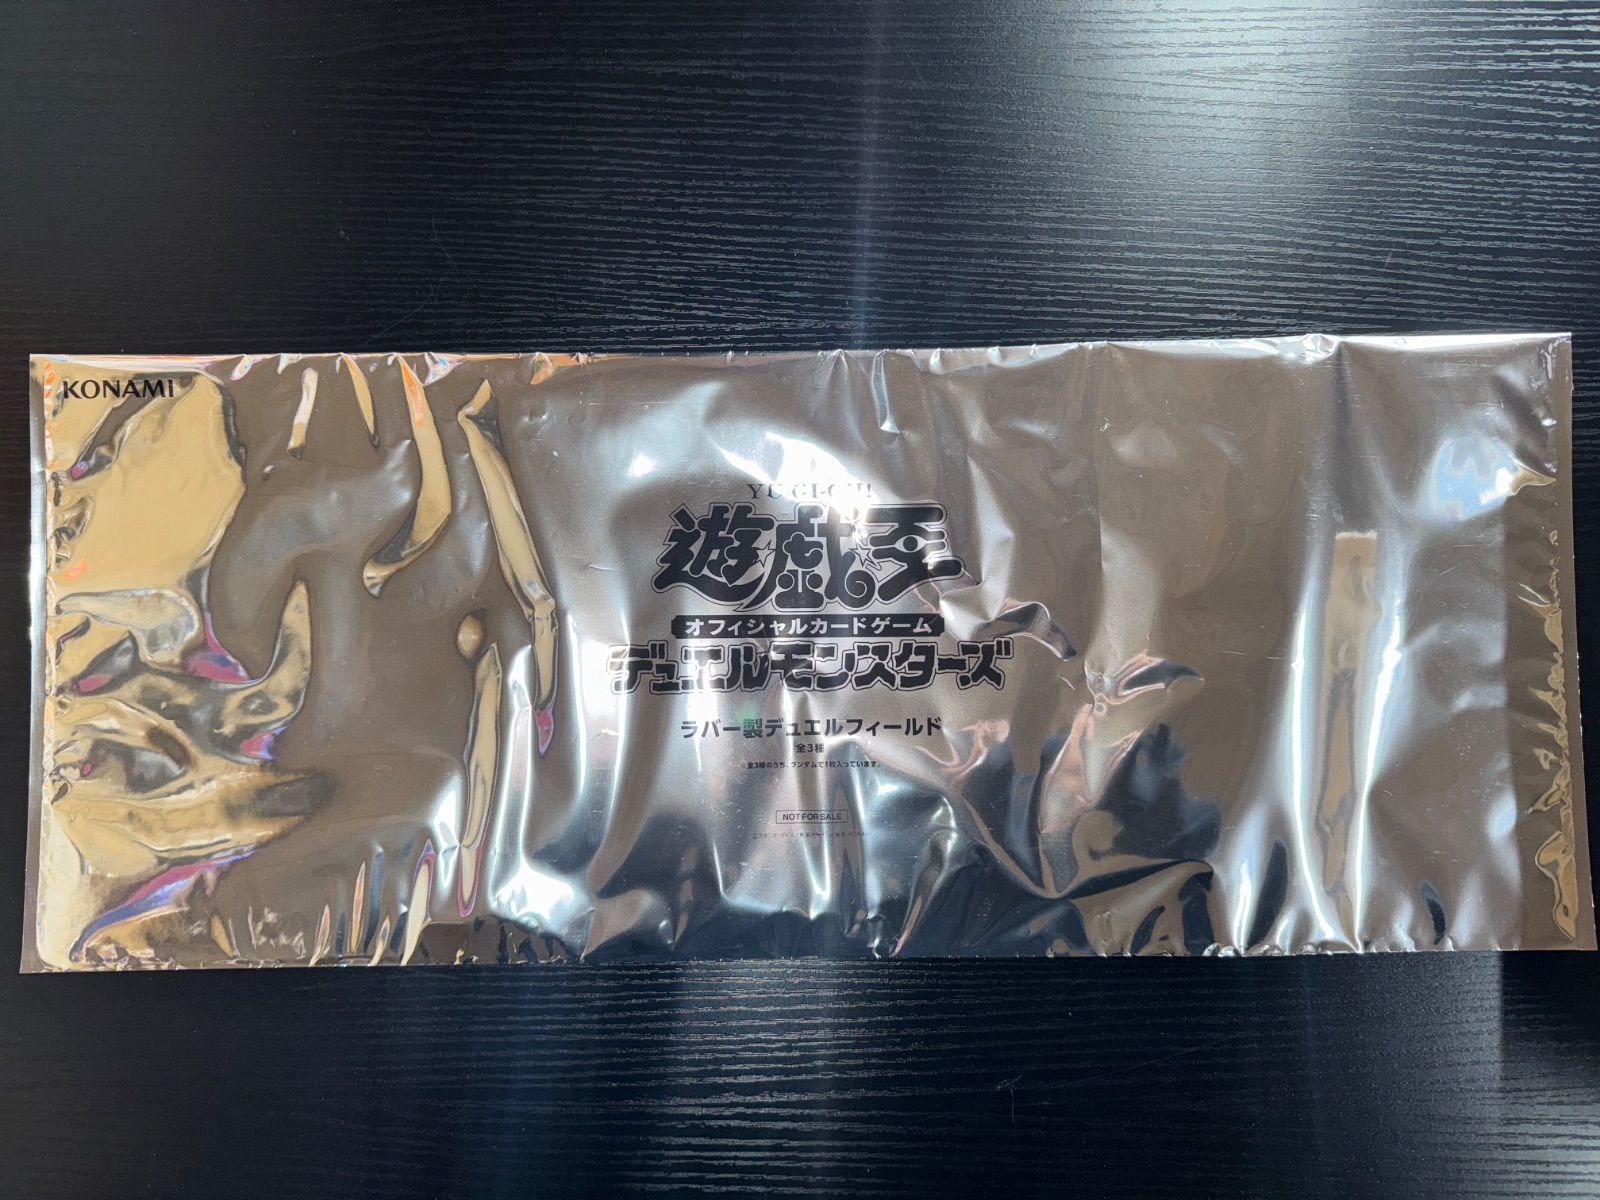 KONAMI
YU-GI-OH!
遊戯王
オフィシャルカードゲーム
デュエルモンスターズ
ラバー製デュエルフィールド
全3種
全3種のうち、ランダムで1枚入っています。
NOT FOR SALE